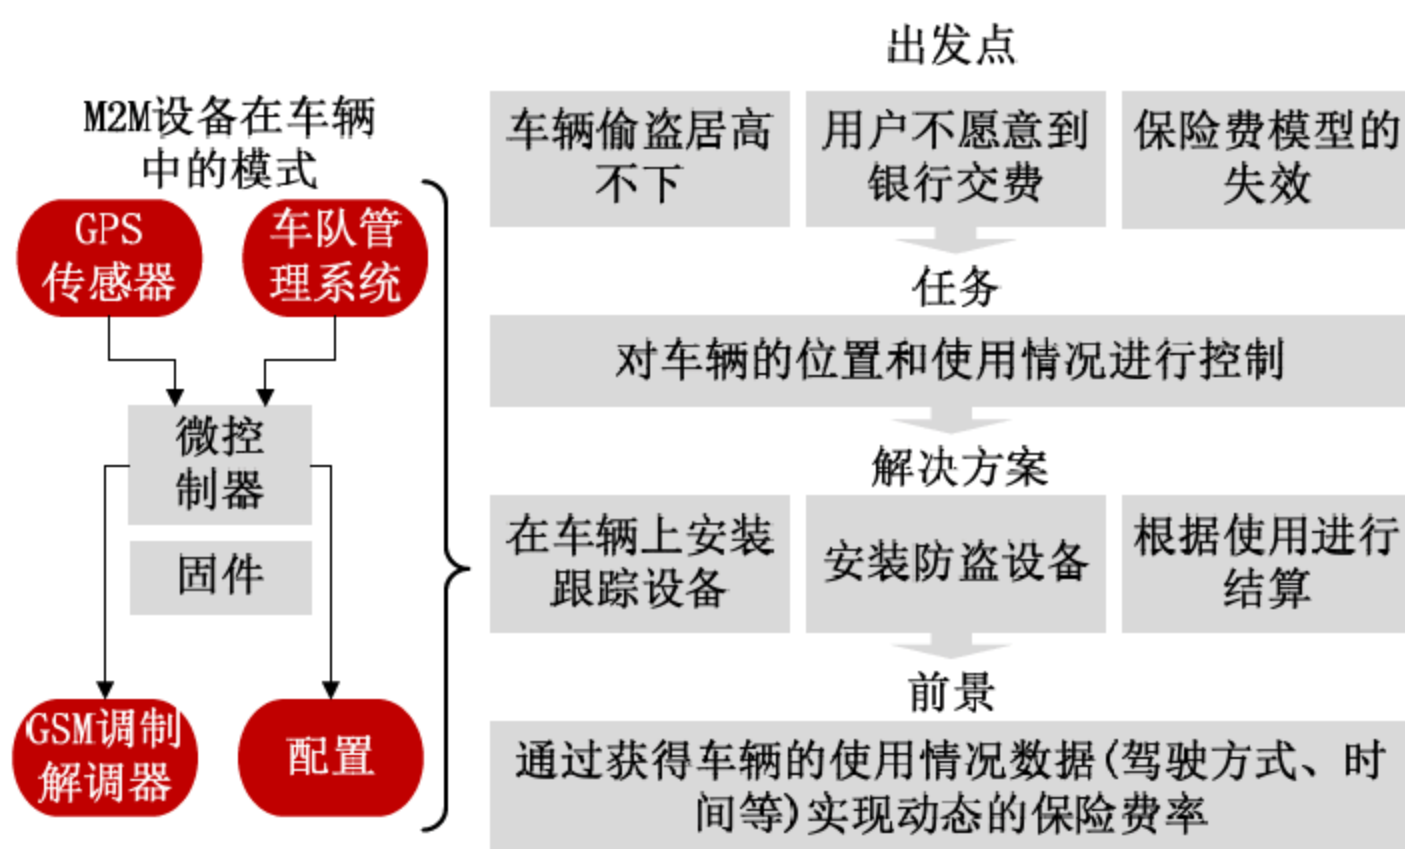 M2M设备在车辆
中的模式
GPS
传感器
车队管
理系统
微控
制器
固件
GSM调制
解调器
配置
出发点
车辆偷盗居高
不下
用户不愿意到
银行交费
保险费模型的
失效
任务
对车辆的位置和使用情况进行控制
解决方案
在车辆上安装
跟踪设备
安装防盗设备
根据使用进行
结算
前景
通过获得车辆的使用情况数据(驾驶方式、时
间等)实现动态的保险费率